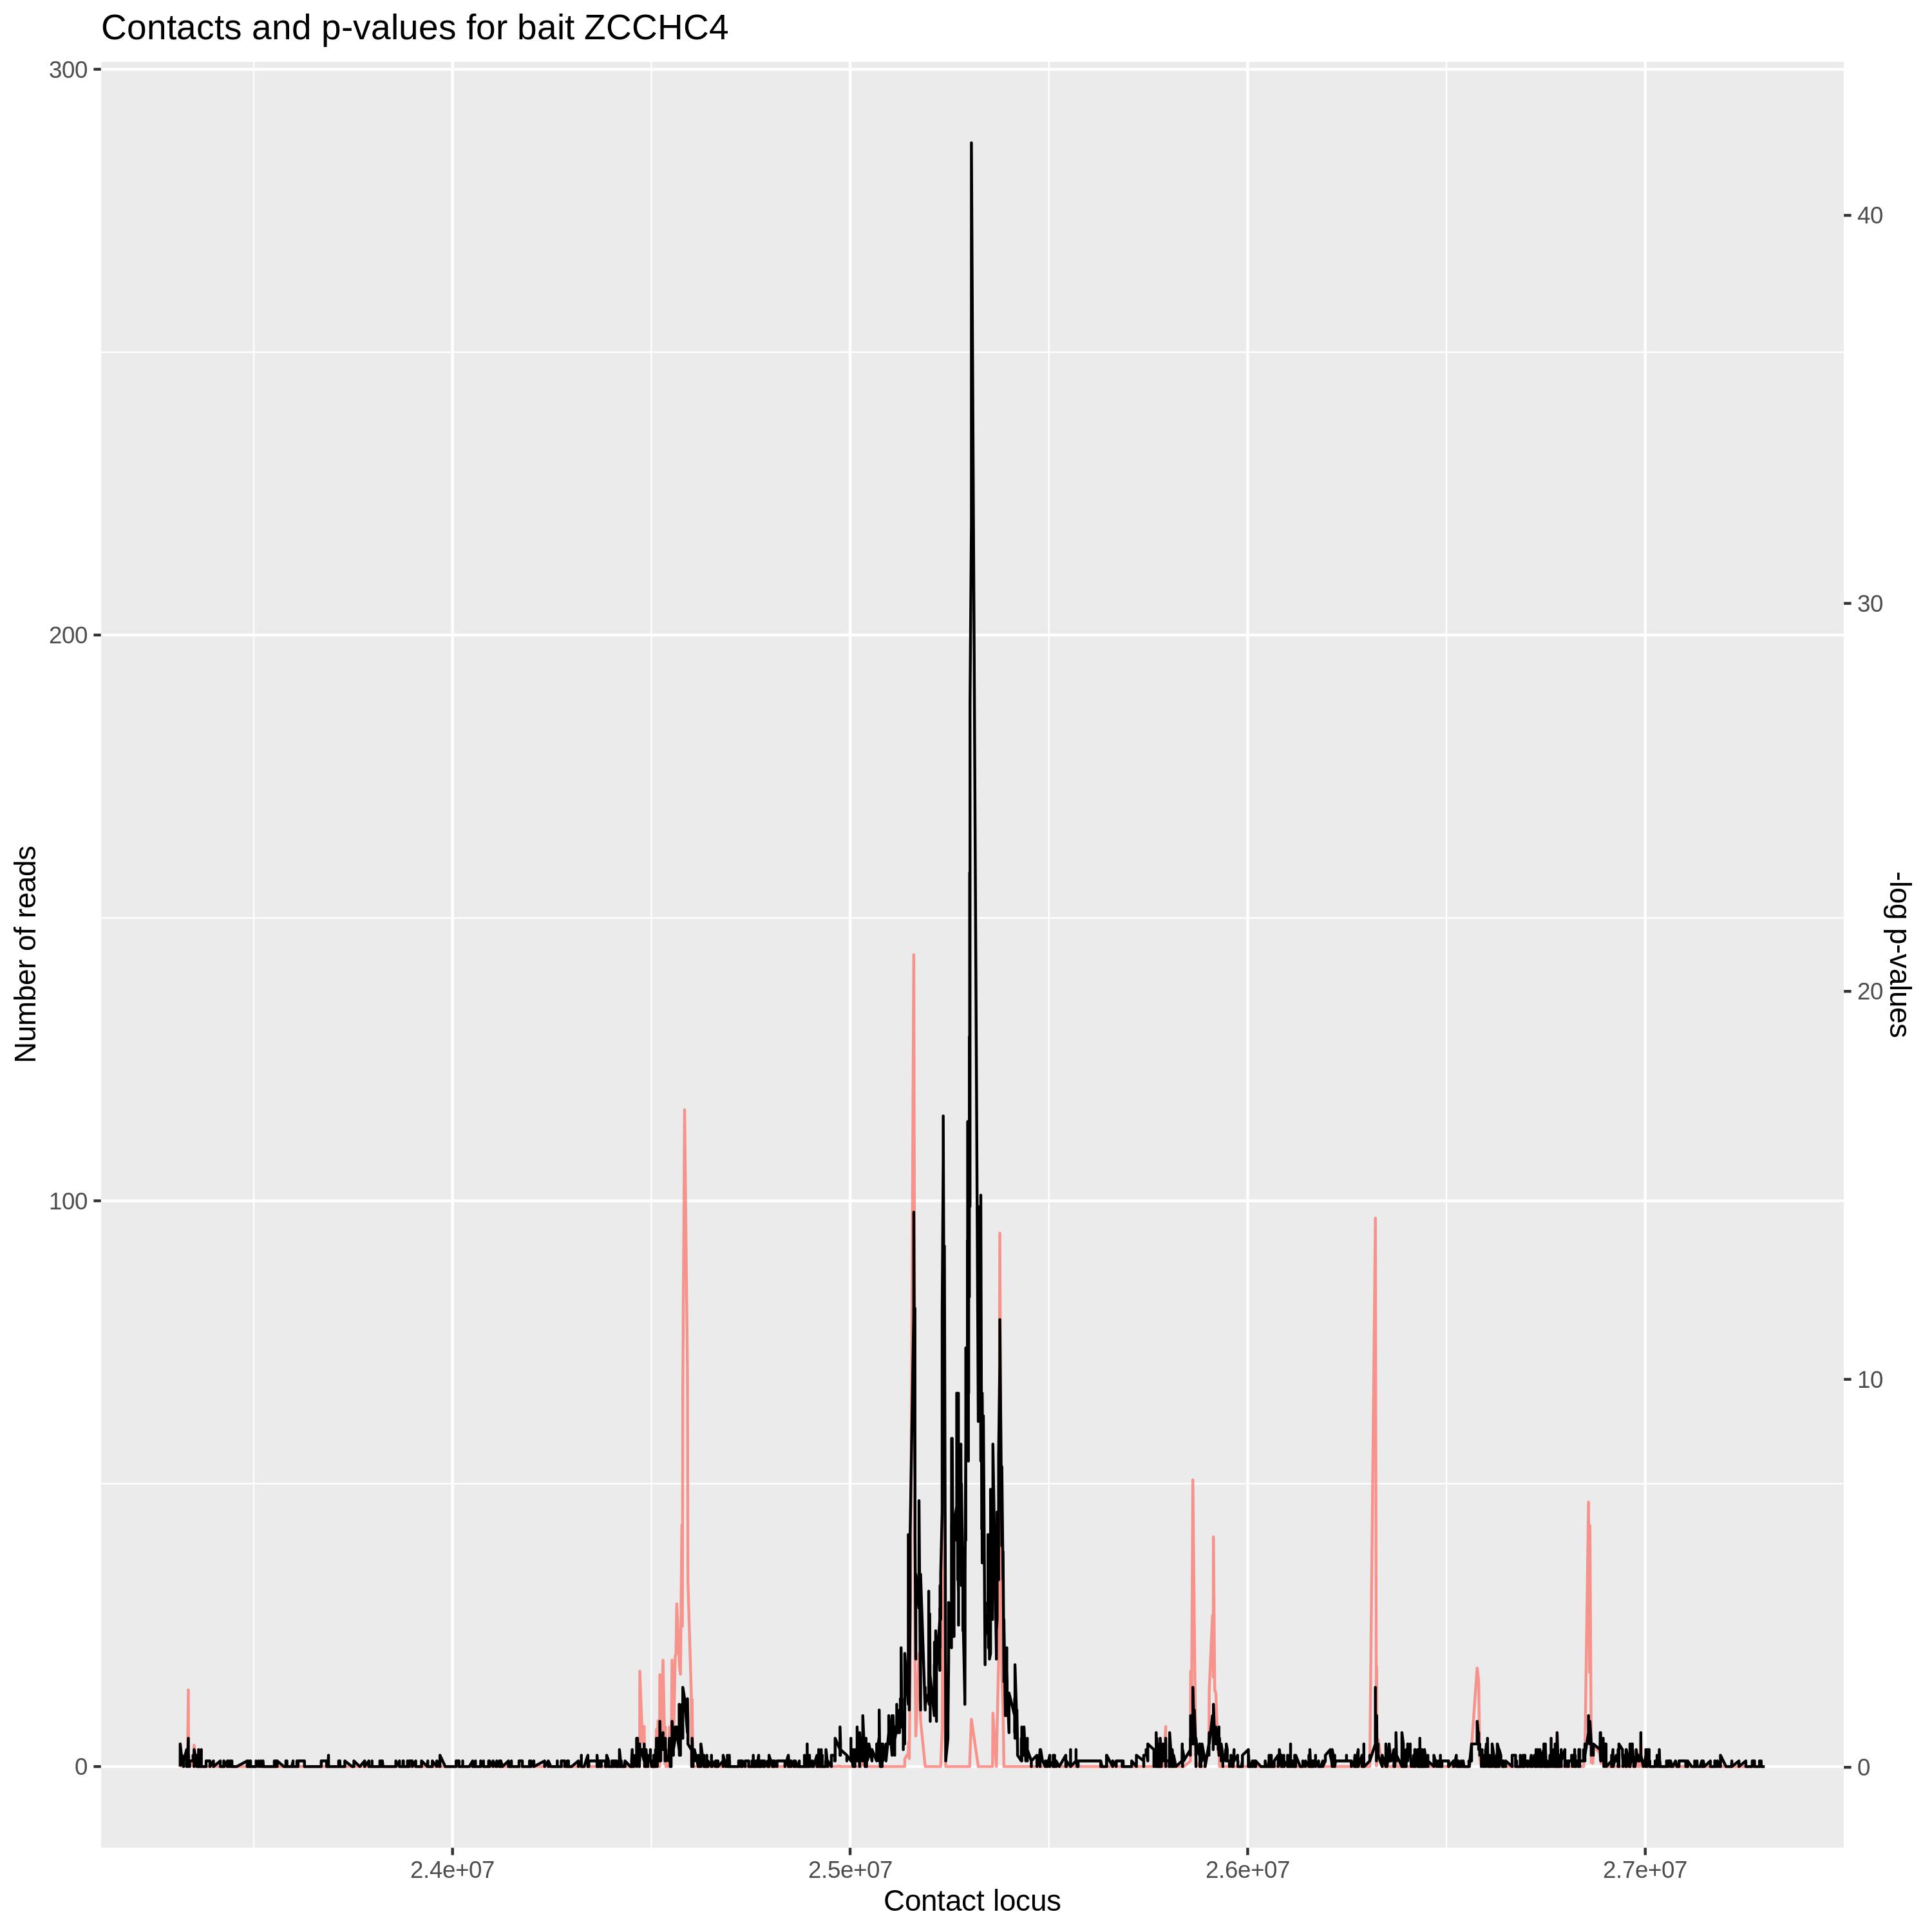 Contacts and p-values for bait ZCCHC4
300
200
100
0
Number of reads
40
30
20
10
0
-log p-values
2.4e+07
2.5e+07
2.6e+07
2.7e+07
Contact locus